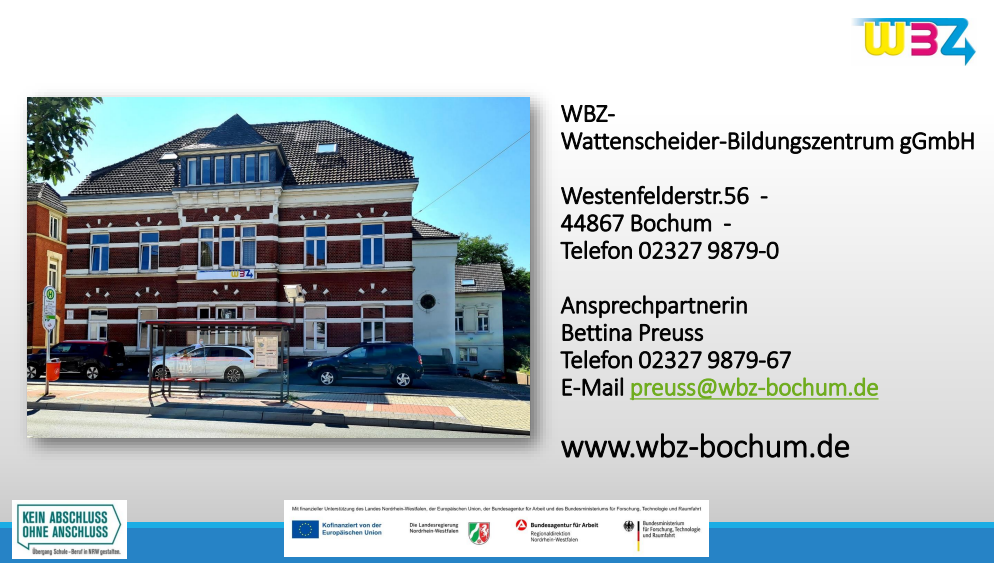 WBZ
WBZ-
Wattenscheider-Bildungszentrum gGmbH
Westenfelderstr.56 -
44867 Bochum -
Telefon 02327 9879-0
Ansprechpartnerin
Bettina Preuss
Telefon 02327 9879-67
E-Mail preuss@wbz-bochum.de
www.wbz-bochum.de
WBZ
H
KEIN ABSCHLUSS
OHNE ANSCHLUSS
Übergang Schule - Beruf in NRW gestalten.
Mit finanzieller Unterstützung des Landes Nordrhein-Westfalen, der Europäischen Union, der Bundesagentur für Arbeit und des Bundesministeriums für Forschung, Technologie und Raumfahrt
Kofinanziert von der
Europäischen Union
Die Landesregierung
Nordrhein-Westfalen
Bundesagentur für Arbeit
Regionaldirektion
Nordrhein-Westfalen
Bundesministerium
für Forschung, Technologie
und Raumfahrt